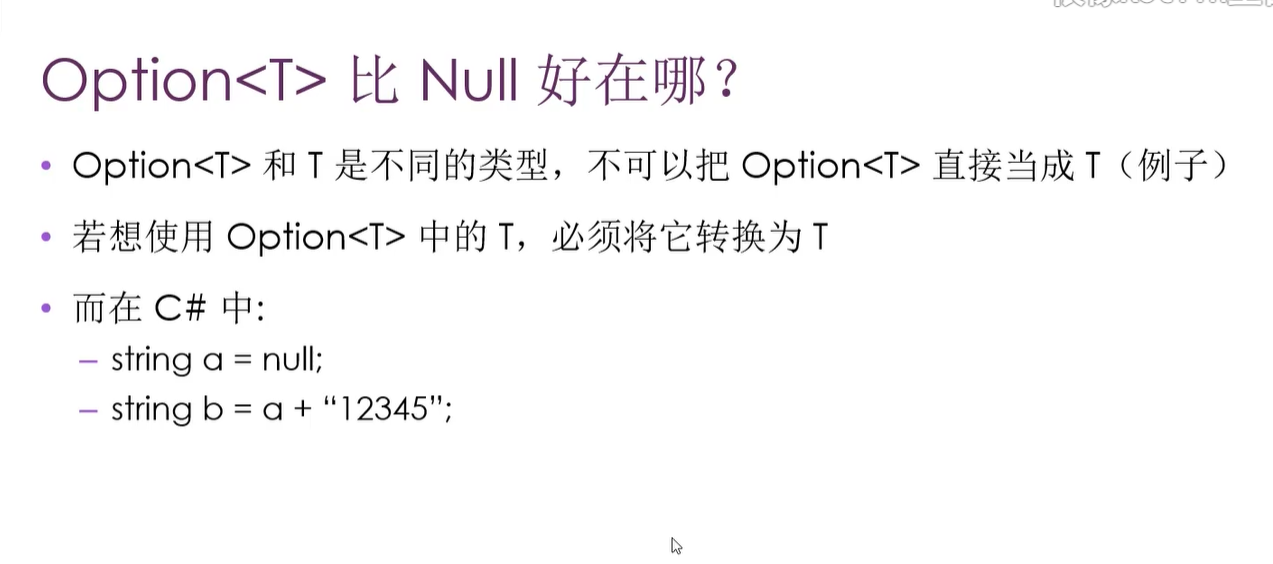 Option<T> 比 Null 好在哪？
• Option<T> 和 T 是不同的类型，不可以把 Option<T> 直接当成 T（例子）
• 若想使用 Option<T> 中的 T，必须将它转换为 T
• 而在 C# 中:
– string a = null;
– string b = a + “12345”;